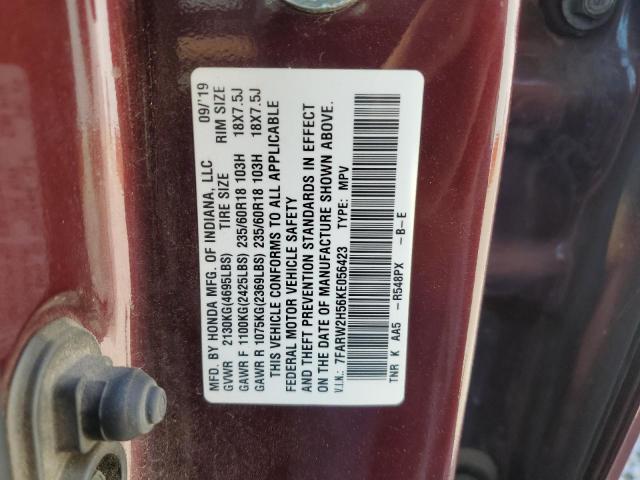 MFD. BY HONDA MFG. OF INDIANA, LLC 09/'19
GVWR 2130KG(4695LBS) TIRE SIZE RIM SIZE
GAWR F 1100KG(2425LBS) 235/60R18 103H 18X7.5J
GAWR R 1075KG(2369LBS) 235/60R18 103H 18X7.5J
THIS VEHICLE CONFORMS TO ALL APPLICABLE
FEDERAL MOTOR VEHICLE SAFETY
AND THEFT PREVENTION STANDARDS IN EFFECT
ON THE DATE OF MANUFACTURE SHOWN ABOVE.
V.I.N.: 7FARW2H56KE056423 TYPE: MPV
TNR K AA5 -R548PX -B-E